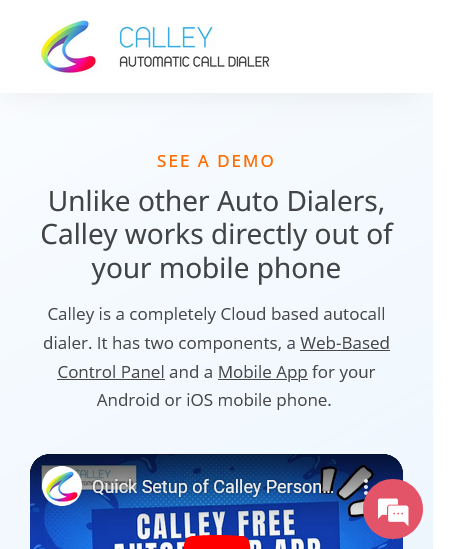 CALLEY
AUTOMATIC CALL DIALER
SEE A DEMO
Unlike other Auto Dialers,
Calley works directly out of
your mobile phone
Calley is a completely Cloud based autocall
dialer. It has two components, a Web-Based
Control Panel and a Mobile App for your
Android or iOS mobile phone.
CALLEY
Quick Setup of Calley Person...
CALLEY FREE